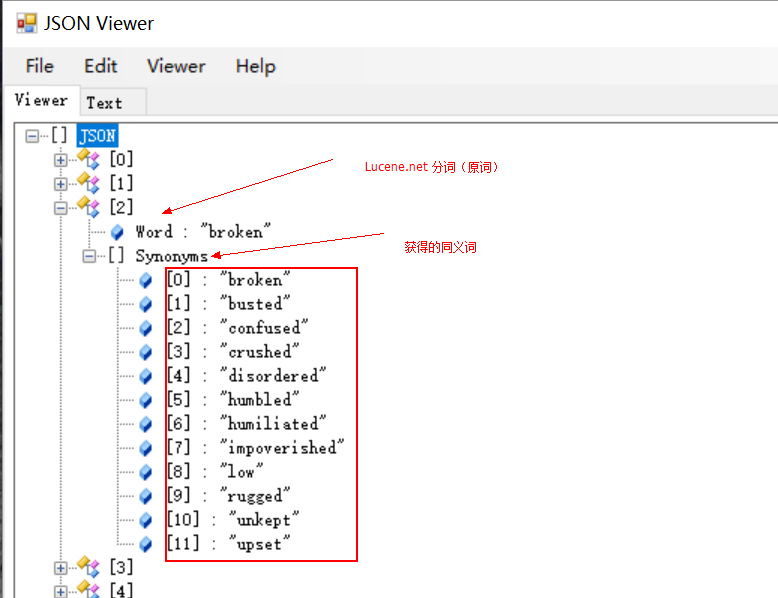 JSON Viewer
File Edit Viewer Help
Viewer Text
[] JSON
[0]
[1]
[2]
Word : "broken"
[] Synonyms
[0] : "broken"
[1] : "busted"
[2] : "confused"
[3] : "crushed"
[4] : "disordered"
[5] : "humbled"
[6] : "humiliated"
[7] : "impoverished"
[8] : "low"
[9] : "rugged"
[10] : "unkept"
[11] : "upset"
[3]
[4]
Lucene.net 分词（原词）
获得的同义词